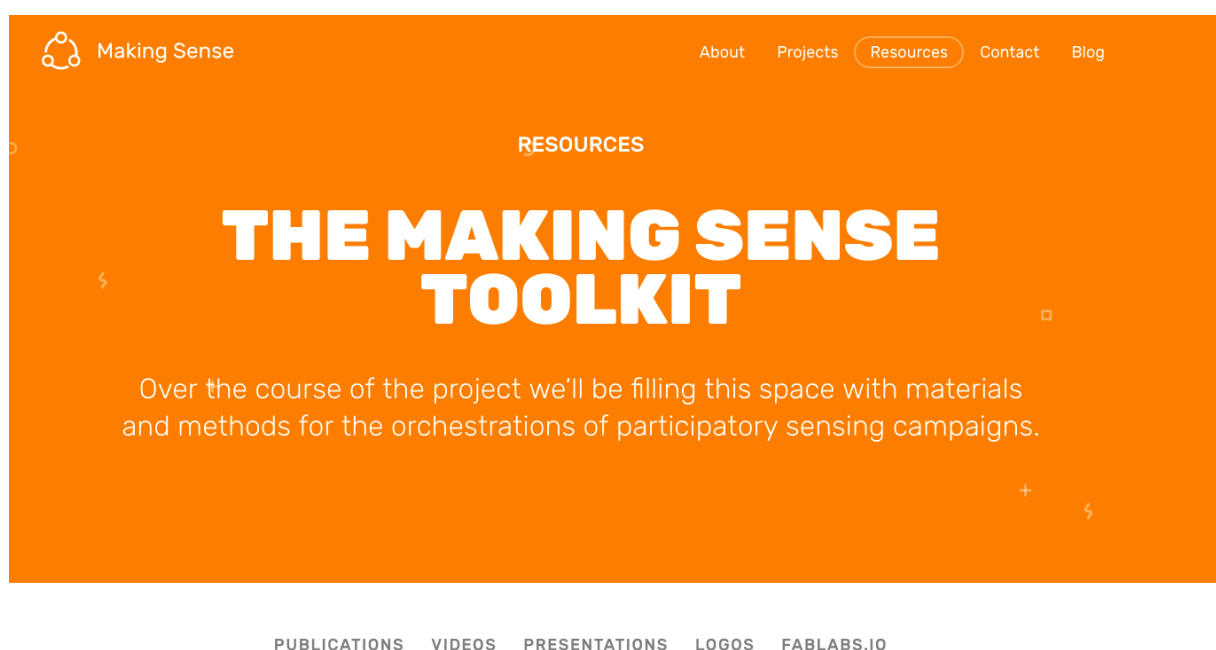 Making Sense
About Projects Resources Contact Blog
RESOURCES
THE MAKING SENSE
TOOLKIT
Over the course of the project we’ll be filling this space with materials
and methods for the orchestrations of participatory sensing campaigns.
PUBLICATIONS VIDEOS PRESENTATIONS LOGOS FABLABS.IO